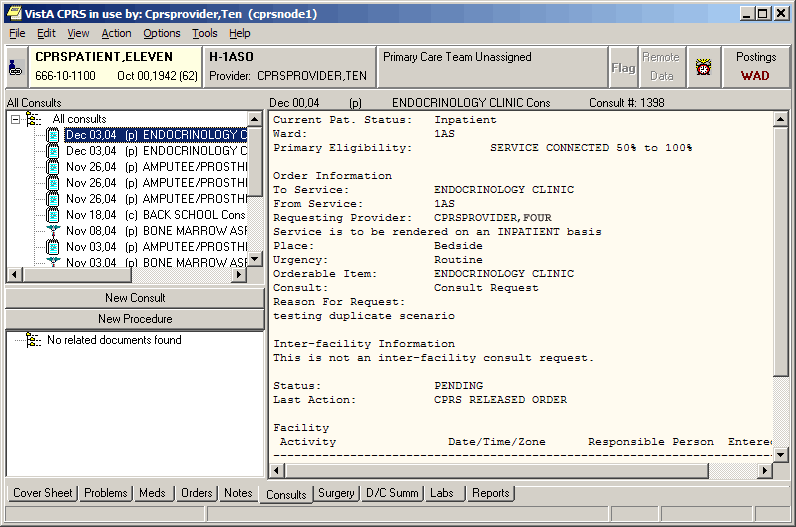 VistA CPRS in use by: Cprsprovider,Ten (cprsnode1)
File Edit View Action Options Tools Help
CPRSPATIENT,ELEVEN
666-10-1100 Oct 00,1942 (62)
H-1ASO
Provider: CPRSPROVIDER,TEN
Primary Care Team Unassigned
Flag
Remote
Data
Postings
WAD
All Consults
Dec 00,04 (p) ENDOCRINOLOGY CLINIC Cons Consult #: 1398
All consults
Dec 03,04 (p) ENDOCRINOLOGY C
Dec 03,04 (p) ENDOCRINOLOGY C
Nov 26,04 (p) AMPUTEE/PROSTHI
Nov 26,04 (p) AMPUTEE/PROSTHI
Nov 26,04 (p) AMPUTEE/PROSTHI
Nov 18,04 (c) BACK SCHOOL Cons
Nov 08,04 (p) BONE MARROW ASF
Nov 03,04 (p) AMPUTEE/PROSTHI
Nov 03,04 (p) BONE MARROW ASF
New Consult
New Procedure
No related documents found
Current Pat. Status: Inpatient
Ward: 1AS
Primary Eligibility: SERVICE CONNECTED 50% to 100%
Order Information
To Service: ENDOCRINOLOGY CLINIC
From Service: 1AS
Requesting Provider: CPRSPROVIDER,FOUR
Service is to be rendered on an INPATIENT basis
Place: Bedside
Urgency: Routine
Orderable Item: ENDOCRINOLOGY CLINIC
Consult: Consult Request
Reason For Request:
testing duplicate scenario
Inter-facility Information
This is not an inter-facility consult request.
Status: PENDING
Last Action: CPRS RELEASED ORDER
Facility
Activity Date/Time/Zone Responsible Person Entered
Cover Sheet Problems Meds Orders Notes Consults Surgery D/C Summ Labs Reports